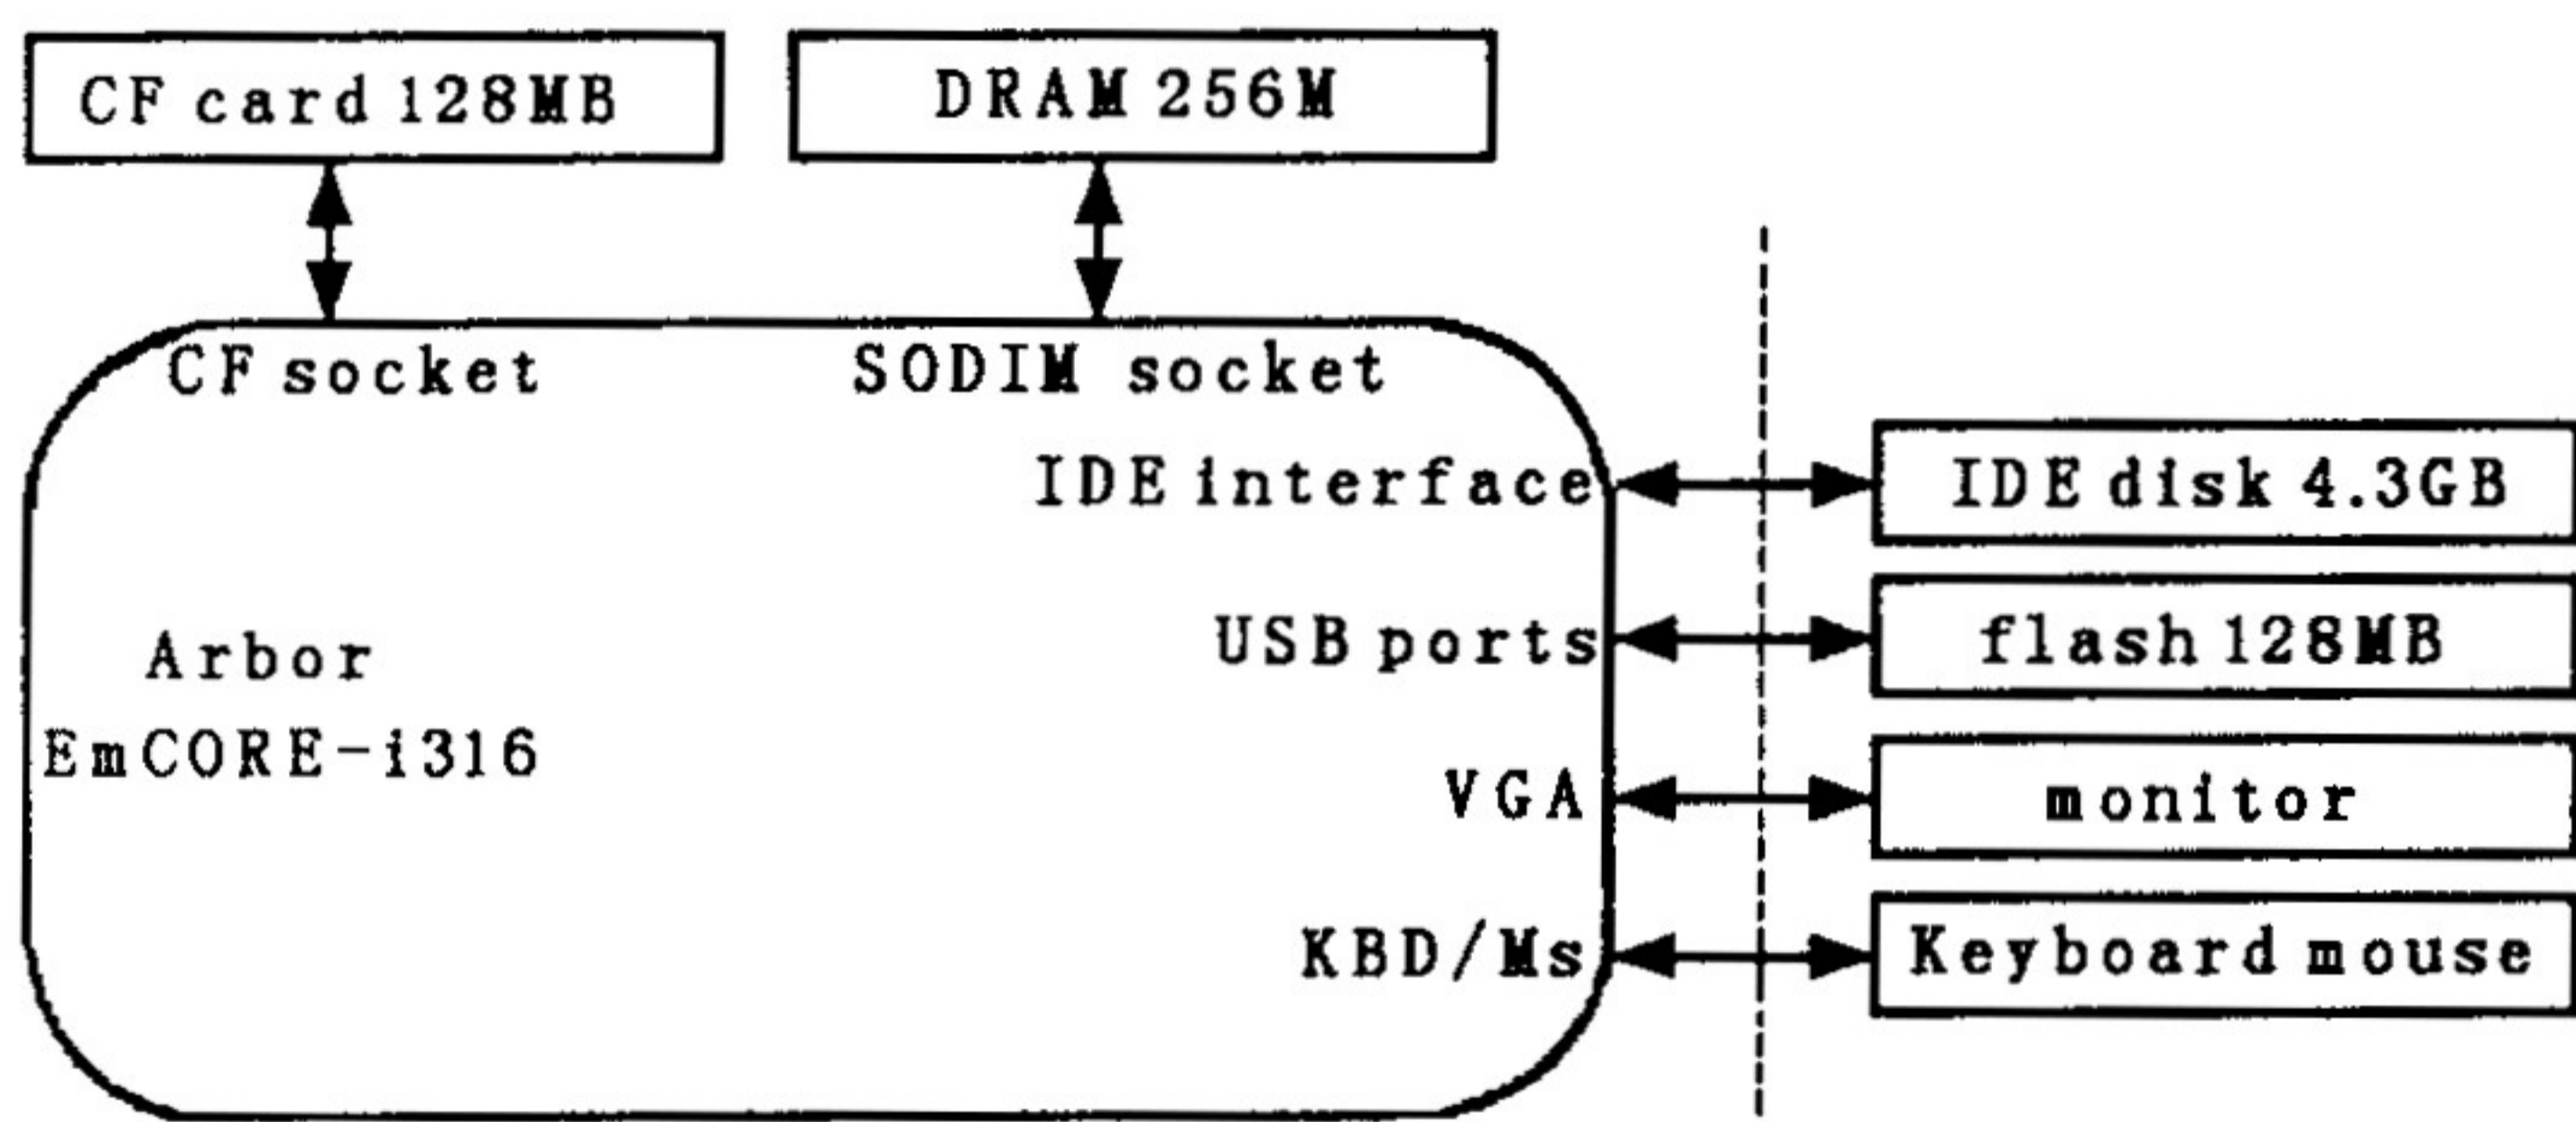 CF card 128MB
DRAM 256M
CF socket
SODIM socket
IDE interface
IDE disk 4.3GB
USB ports
flash 128MB
Arbor
EmCORE-i316
VGA
monitor
KBD/Ms
Keyboard mouse